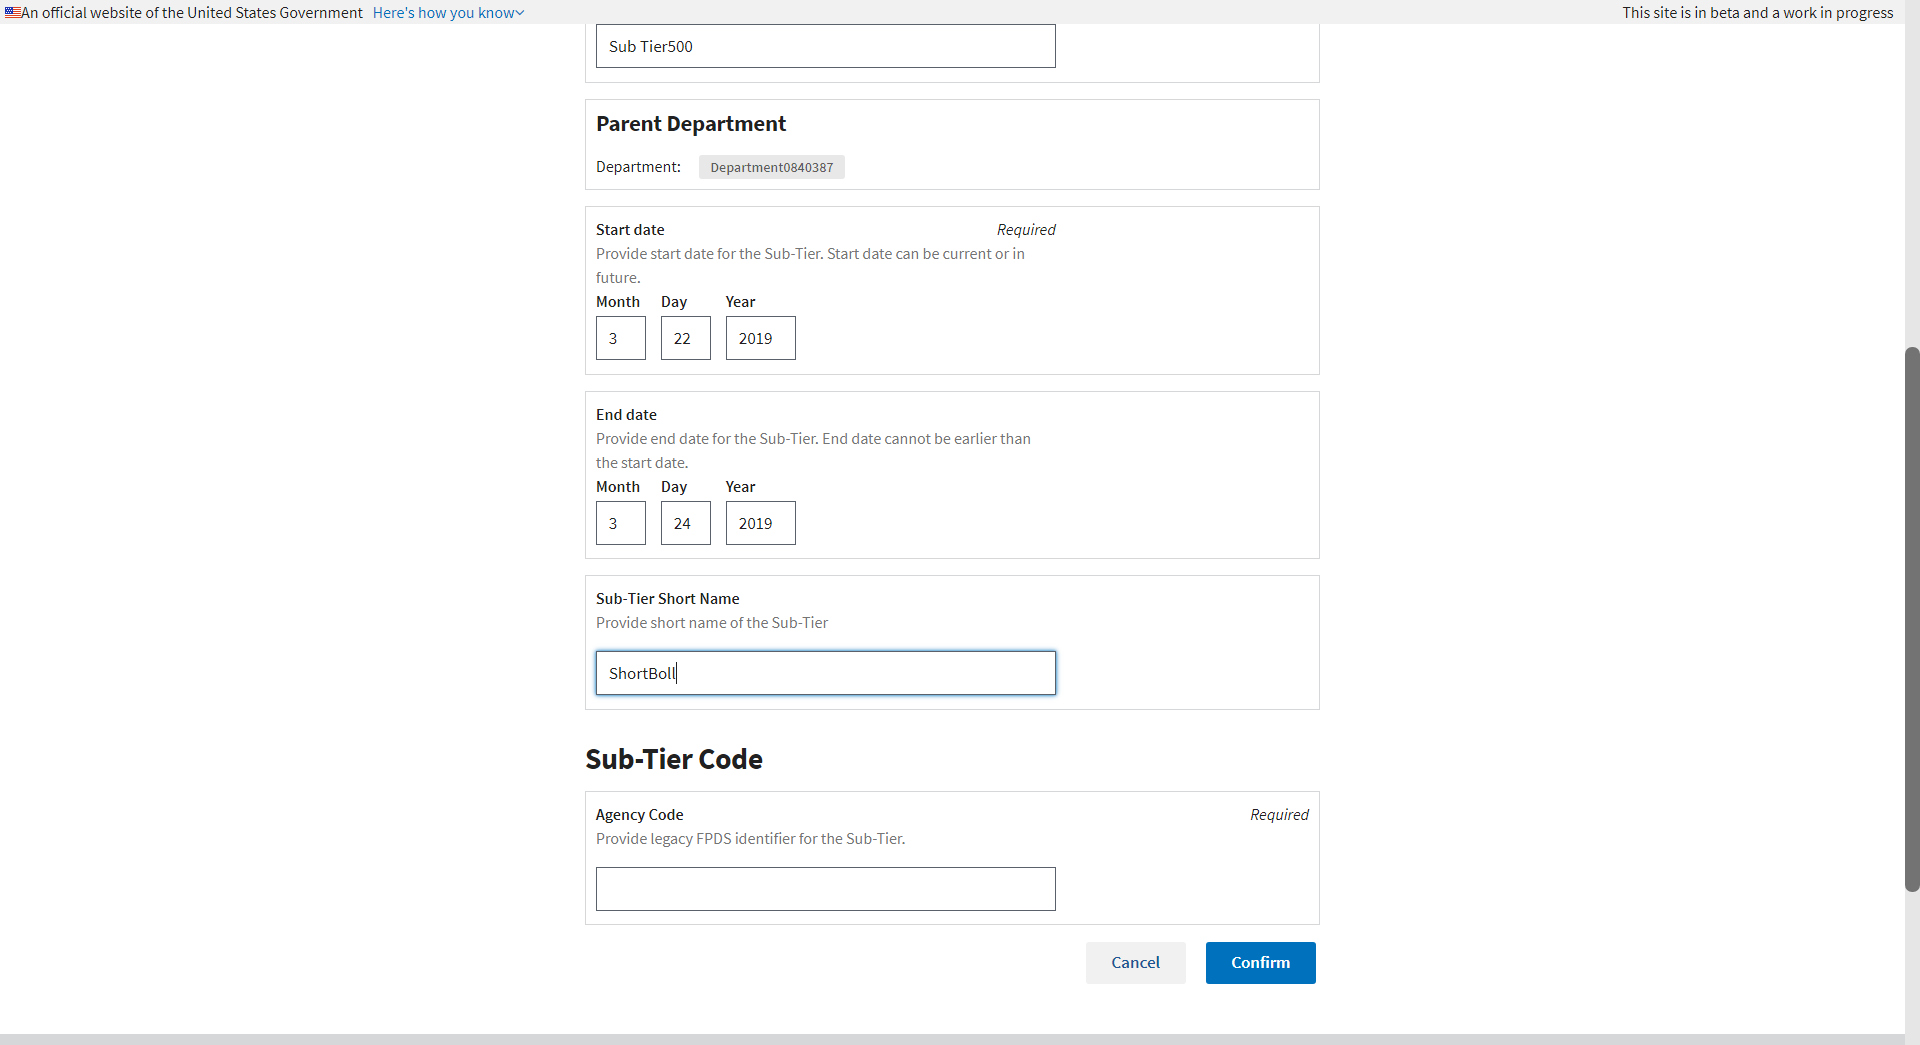 An official website of the United States Government Here's how you know
This site is in beta and a work in progress
Sub Tier500
Parent Department
Department: Department0840387
Start date Required
Provide start date for the Sub-Tier. Start date can be current or in
future.
Month Day Year
3 22 2019
End date
Provide end date for the Sub-Tier. End date cannot be earlier than
the start date.
Month Day Year
3 24 2019
Sub-Tier Short Name
Provide short name of the Sub-Tier
ShortBoll
Sub-Tier Code
Agency Code Required
Provide legacy FPDS identifier for the Sub-Tier.
Cancel Confirm